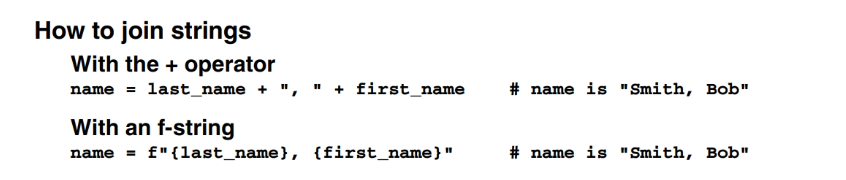 How to join strings
With the + operator
name = last_name + ", " + first_name    # name is "Smith, Bob"
With an f-string
name = f"{last_name}, {first_name}"     # name is "Smith, Bob"